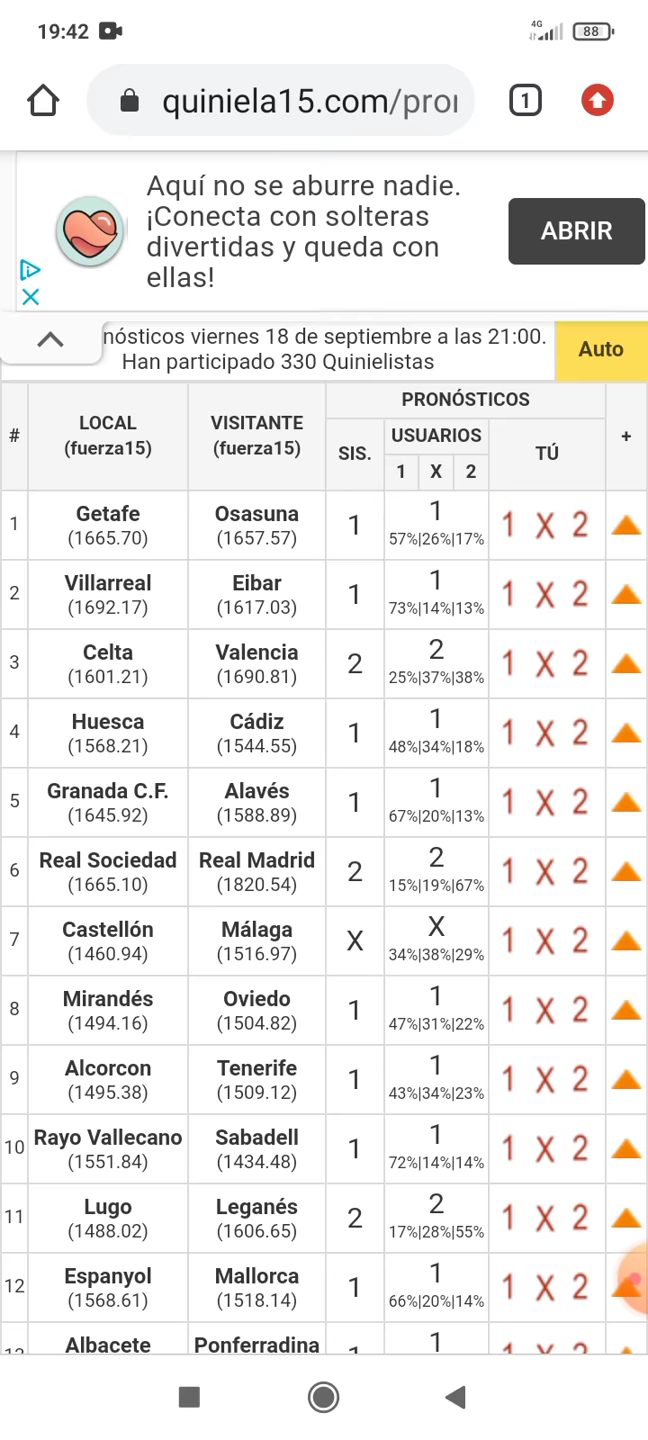 19:42
4G
88
quiniela15.com/pro
1
Aquí no se aburre nadie.
¡Conecta con solteras
divertidas y queda con
ellas!
ABRIR
nósticos viernes 18 de septiembre a las 21:00.
Han participado 330 Quinielistas
Auto
# LOCAL (fuerza15) VISITANTE (fuerza15) PRONÓSTICOS +
SIS. USUARIOS TÚ
1 X 2
1 Getafe Osasuna 1 1 1 X 2
(1665.70) (1657.57) 57%|26%|17%
2 Villarreal Eibar 1 1 1 X 2
(1692.17) (1617.03) 73%|14%|13%
3 Celta Valencia 2 2 1 X 2
(1601.21) (1690.81) 25%|37%|38%
4 Huesca Cádiz 1 1 1 X 2
(1568.21) (1544.55) 48%|34%|18%
5 Granada C.F. Alavés 1 1 1 X 2
(1645.92) (1588.89) 67%|20%|13%
6 Real Sociedad Real Madrid 2 2 1 X 2
(1665.10) (1820.54) 15%|19%|67%
7 Castellón Málaga X X 1 X 2
(1460.94) (1516.97) 34%|38%|29%
8 Mirandés Oviedo 1 1 1 X 2
(1494.16) (1504.82) 47%|31%|22%
9 Alcorcon Tenerife 1 1 1 X 2
(1495.38) (1509.12) 43%|34%|23%
10 Rayo Vallecano Sabadell 1 1 1 X 2
(1551.84) (1434.48) 72%|14%|14%
11 Lugo Leganés 2 2 1 X 2
(1488.02) (1606.65) 17%|28%|55%
12 Espanyol Mallorca 1 1 1 X 2
(1568.61) (1518.14) 66%|20%|14%
Albacete Ponferradina 1